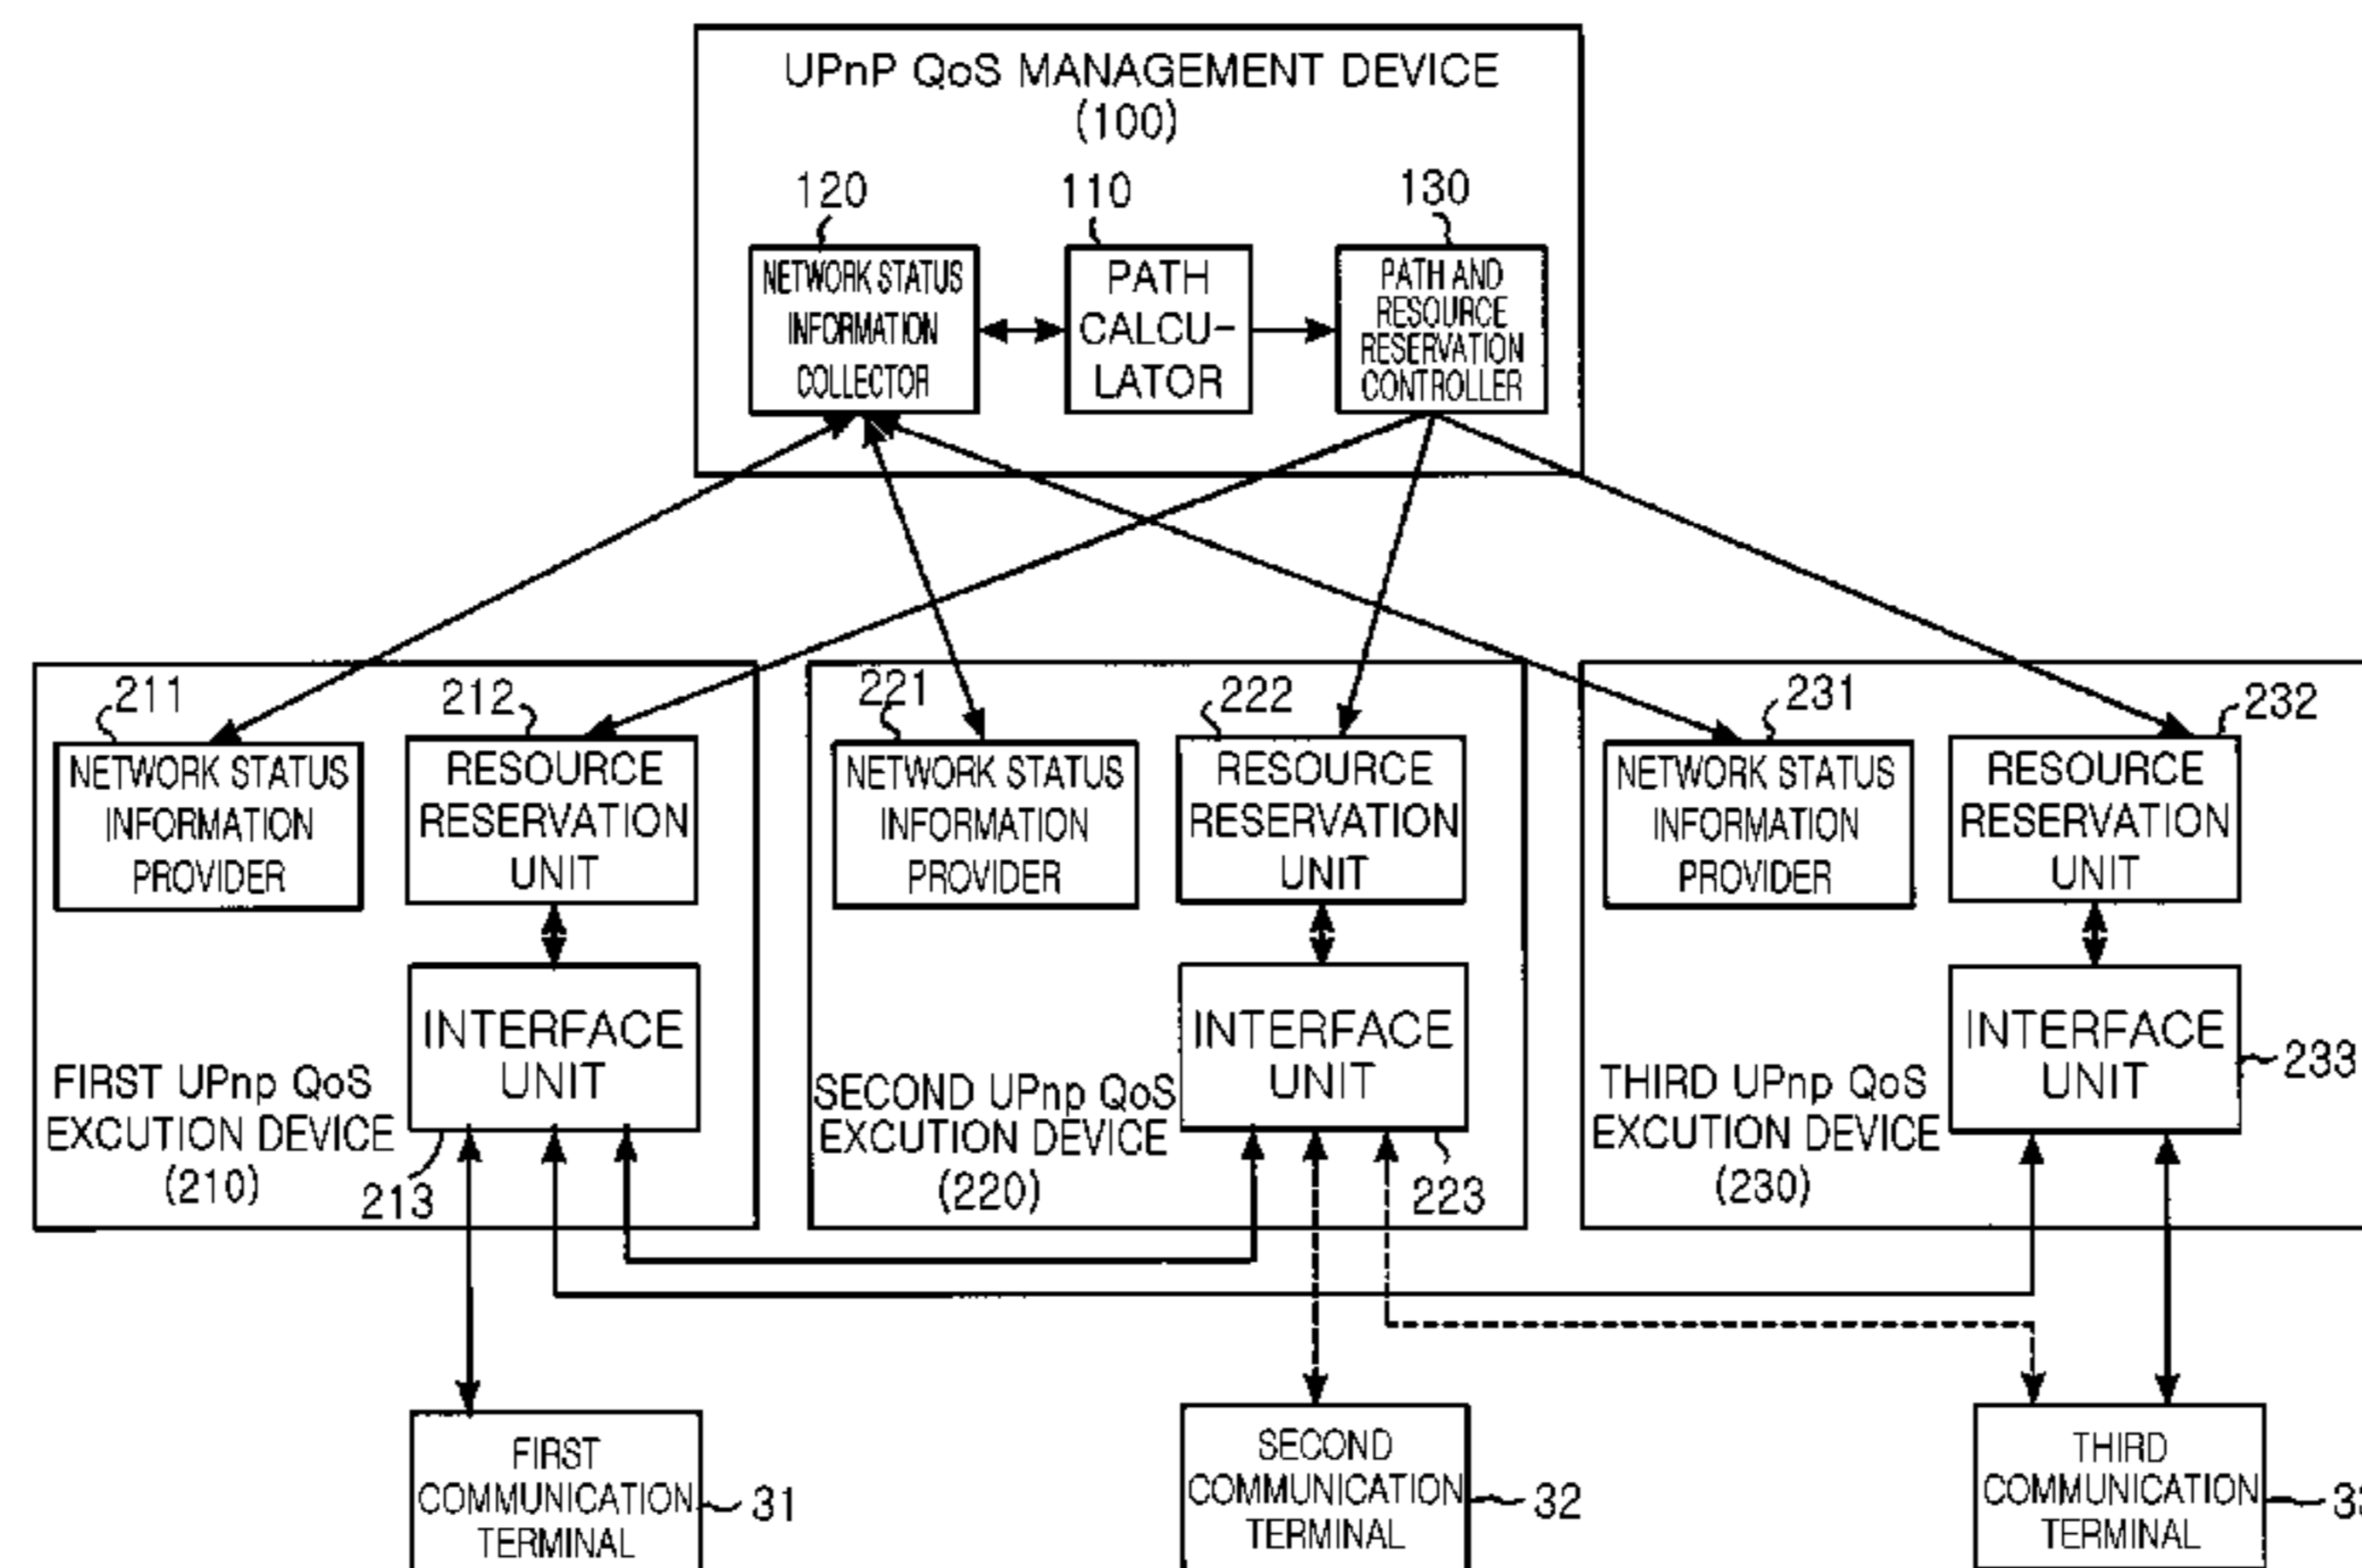 UPnP QoS MANAGEMENT DEVICE
(100)
120
110
130
NETWORK STATUS
INFORMATION
COLLECTOR
PATH
CALCU-
LATOR
PATH AND
RESOURCE
RESERVATION
CONTROLLER
211
212
NETWORK STATUS
INFORMATION
PROVIDER
RESOURCE
RESERVATION
UNIT
INTERFACE
UNIT
FIRST UPnp QoS
EXCUTION DEVICE
(210)
213
221
222
NETWORK STATUS
INFORMATION
PROVIDER
RESOURCE
RESERVATION
UNIT
INTERFACE
UNIT
SECOND UPnp QoS
EXCUTION DEVICE
(220)
223
231
232
NETWORK STATUS
INFORMATION
PROVIDER
RESOURCE
RESERVATION
UNIT
INTERFACE
UNIT
233
THIRD UPnp QoS
EXCUTION DEVICE
(230)
FIRST
COMMUNICATION
TERMINAL
31
SECOND
COMMUNICATION
TERMINAL
32
THIRD
COMMUNICATION
TERMINAL